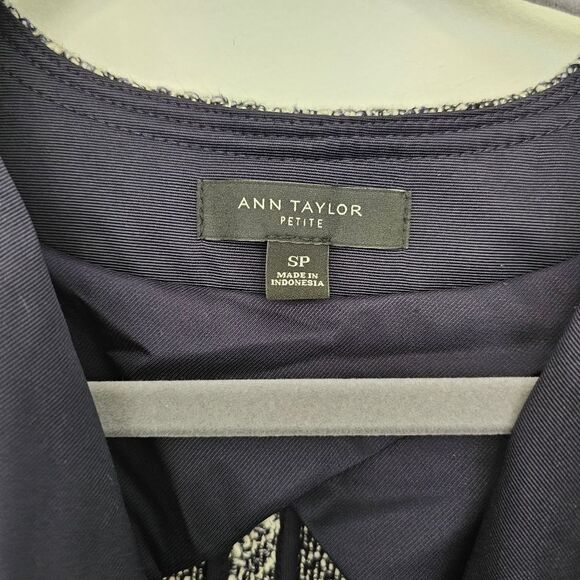 ANN TAYLOR
PETITE
SP
MADE IN
INDONESIA